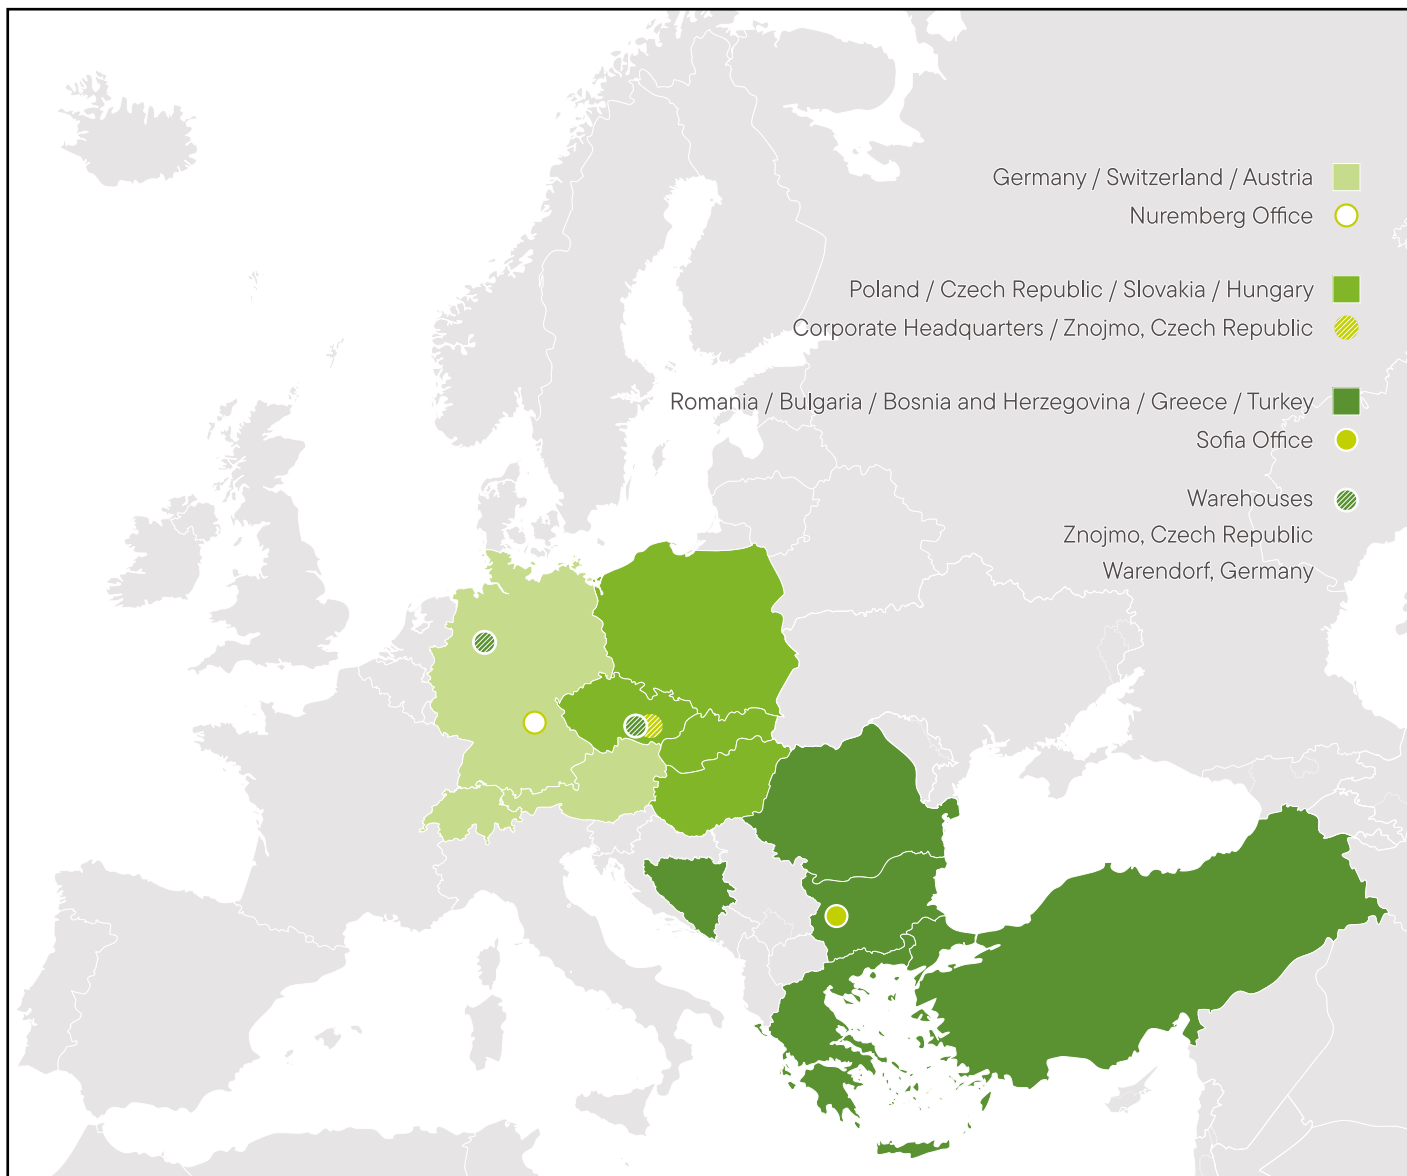 Germany / Switzerland / Austria
Nuremberg Office
Poland / Czech Republic / Slovakia / Hungary
Corporate Headquarters / Znojmo, Czech Republic
Romania / Bulgaria / Bosnia and Herzegovina / Greece / Turkey
Sofia Office
Warehouses
Znojmo, Czech Republic
Warendorf, Germany